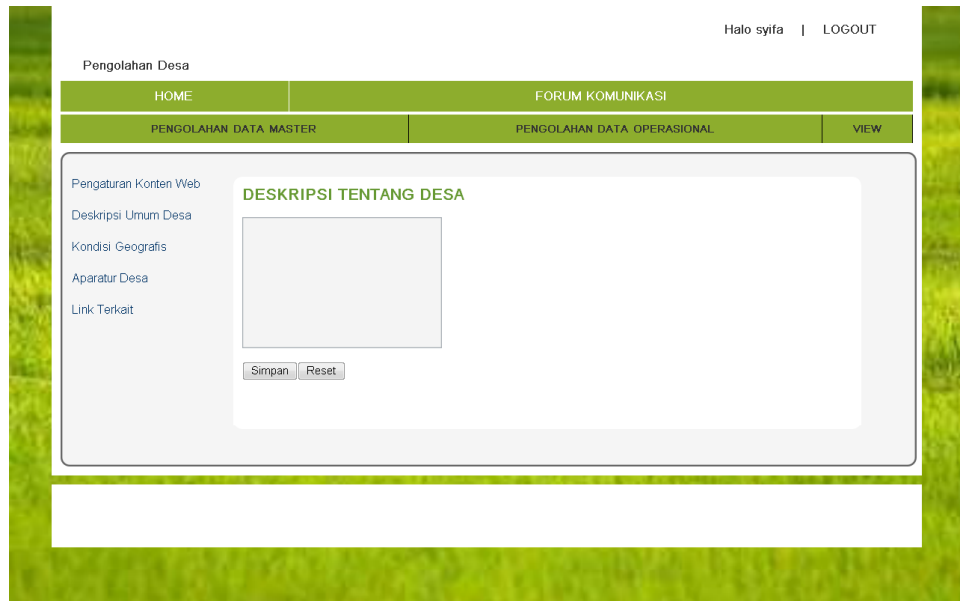 Halo syifa | LOGOUT
Pengolahan Desa
HOME FORUM KOMUNIKASI
PENGOLAHAN DATA MASTER PENGOLAHAN DATA OPERASIONAL VIEW
Pengaturan Konten Web
Deskripsi Umum Desa
Kondisi Geografis
Aparatur Desa
Link Terkait
DESKRIPSI TENTANG DESA
Simpan Reset